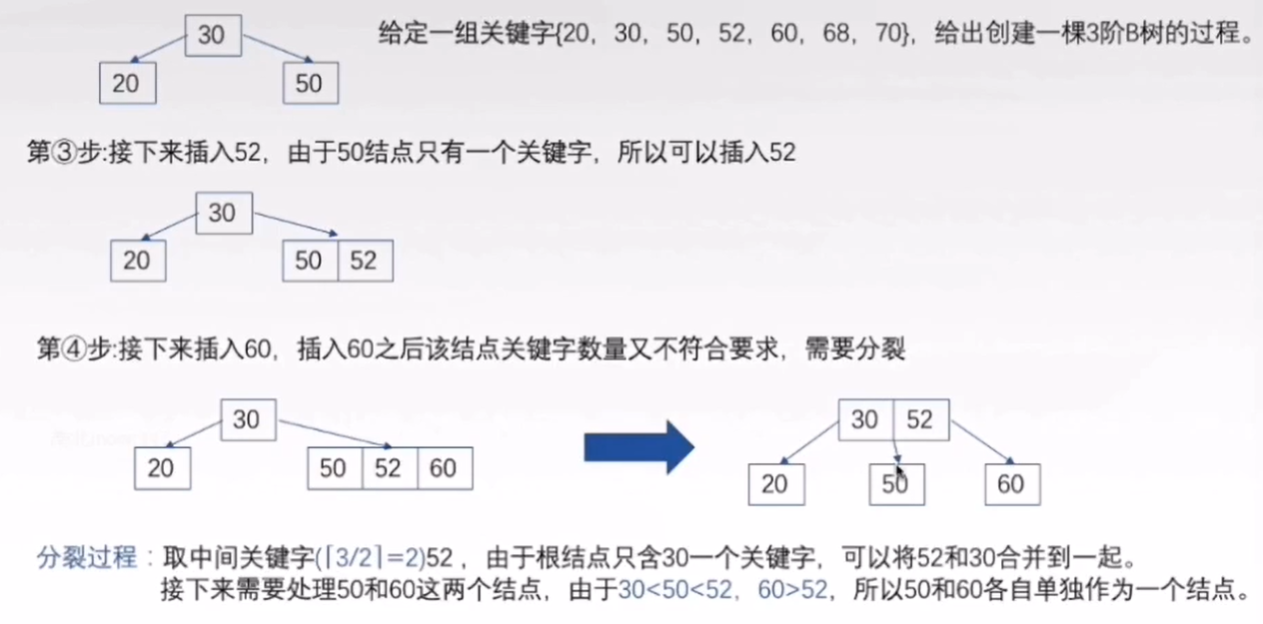 给定一组关键字{20, 30, 50, 52, 60, 68, 70}, 给出创建一棵3阶B树的过程。
30
20 50
第③步:接下来插入52, 由于50结点只有一个关键字, 所以可以插入52
30
20 50 52
第④步:接下来插入60, 插入60之后该结点关键字数量又不符合要求, 需要分裂
30 30 52
20 50 52 60 20 50 60
分裂过程：取中间关键字(⌈3/2⌉=2)52 , 由于根结点只含30一个关键字, 可以将52和30合并到一起。
接下来需要处理50和60这两个结点, 由于30<50<52, 60>52, 所以50和60各自单独作为一个结点。